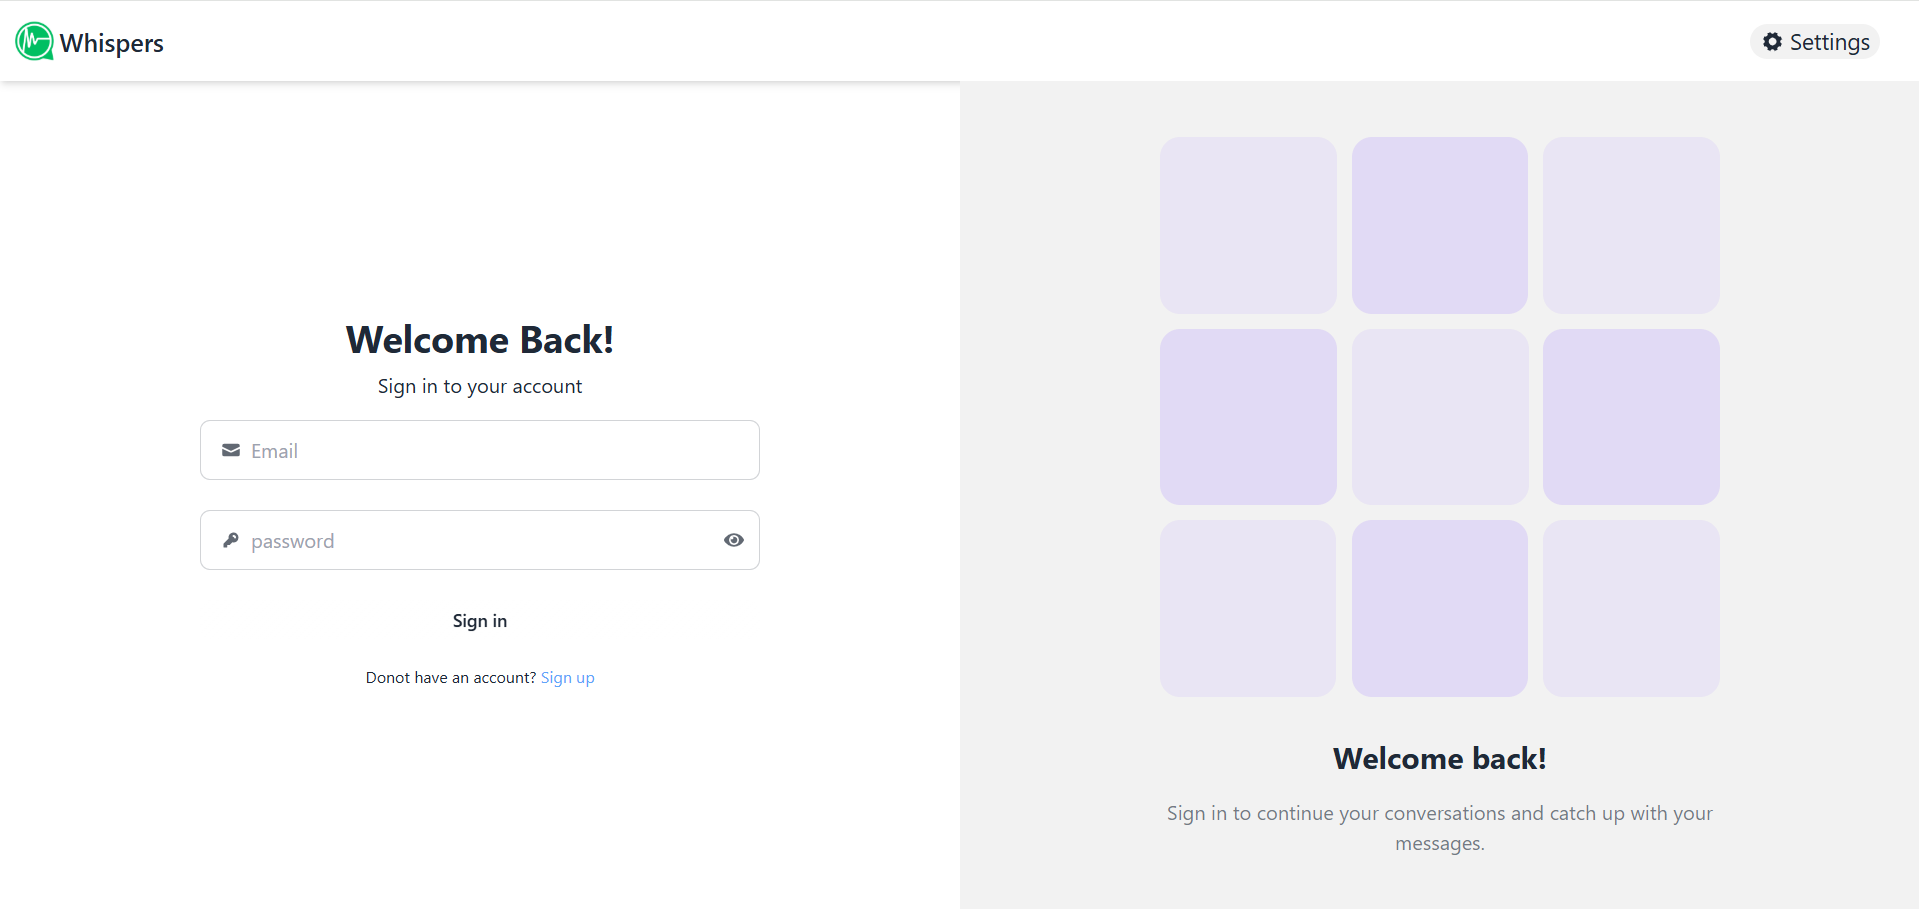 Whispers
Settings
Welcome Back!
Sign in to your account
Email
password
Sign in
Donot have an account? Sign up
Welcome back!
Sign in to continue your conversations and catch up with your
messages.